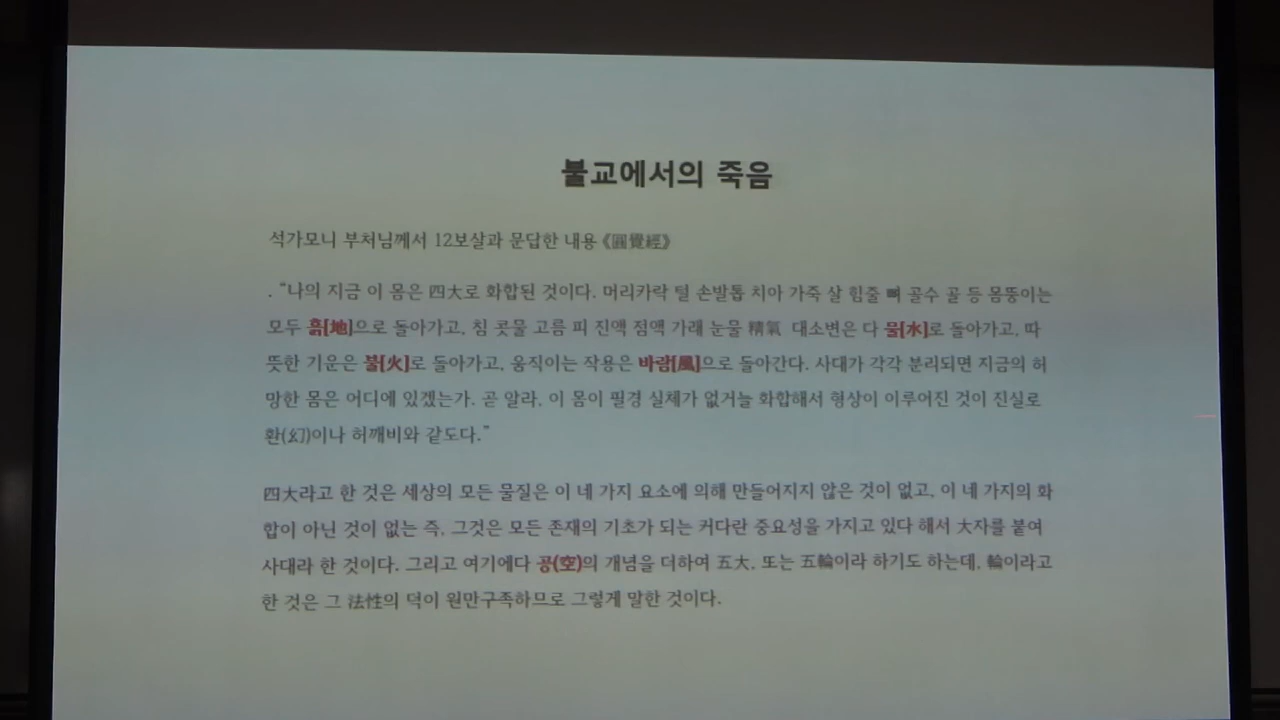 불교에서의 죽음
석가모니 부처님께서 12보살과 문답한 내용 《圓覺經》
. “나의 지금 이 몸은 四大로 화합된 것이다. 머리카락 털 손발톱 치아 가죽 살 힘줄 뼈 골수 골 등 몸뚱이는
모두 흙[地]으로 돌아가고, 침 콧물 고름 피 진액 점액 가래 눈물 精氣 대소변은 다 물[水]로 돌아가고, 따
뜻한 기운은 불[火]로 돌아가고, 움직이는 작용은 바람[風]으로 돌아간다. 사대가 각각 분리되면 지금의 허
망한 몸은 어디에 있겠는가. 곧 알라, 이 몸이 필경 실체가 없거늘 화합해서 형상이 이루어진 것이 진실로
환(幻))이나 허깨비와 같도다.”
四大라고 한 것은 세상의 모든 물질은 이 네 가지 요소에 의해 만들어지지 않은 것이 없고, 이 네 가지의 화
합이 아닌 것이 없는 즉, 그것은 모든 존재의 기초가 되는 커다란 중요성을 가지고 있다 해서 大자를 붙여
사대라 한 것이다. 그리고 여기에다 공(空)의 개념을 더하여 五大, 또는 五輪이라 하기도 하는데, 輪이라고
한 것은 그 法性의 덕이 원만구족하므로 그렇게 말한 것이다.